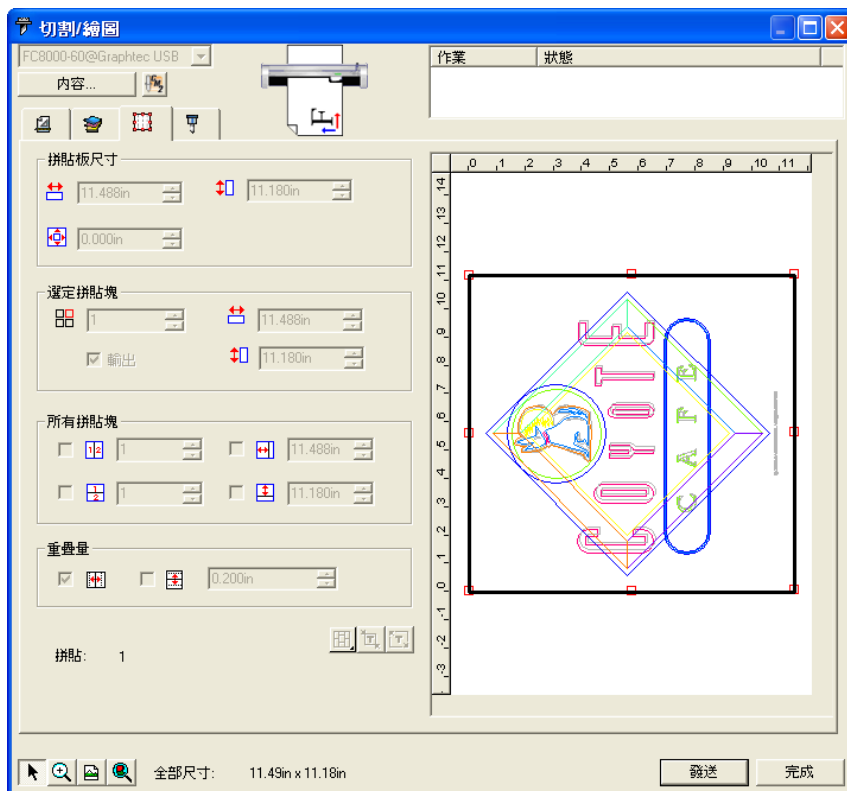 切割/繪圖
FC8000-60@Graphtec USB
作業 狀態
內容...
拼貼板尺寸
11.488in 11.180in
0.000in
選定拼貼塊
1 11.488in
輸出 11.180in
所有拼貼塊
1 11.488in
1 11.180in
重疊量
0.200in
拼貼: 1
0 1 2 3 4 5 6 7 8 9 10 11
14
13
12
11
10
9
8
7
6
5
4
3
2
1
0
-1
-2
-3
COYOTE
CAFE
全部尺寸: 11.49in x 11.18in
發送 完成